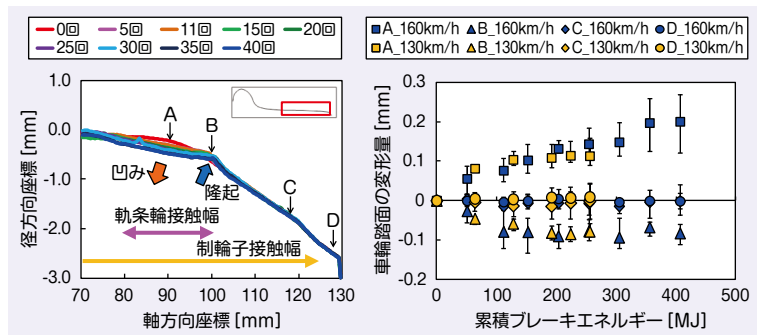 0回 5回 11回 15回 20回
25回 30回 35回 40回
1.0
0.0
-1.0
-2.0
-3.0
径方向座標 [mm]
A
B
凹み
隆起
C
軌条輪接触幅
D
制輪子接触幅
70 80 90 100 110 120 130
軸方向座標 [mm]
A_160km/h B_160km/h C_160km/h D_160km/h
A_130km/h B_130km/h C_130km/h D_130km/h
0.3
0.2
0.1
0
-0.1
-0.2
車輪踏面の変形量 [mm]
0 100 200 300 400 500
累積ブレーキエネルギー [MJ]